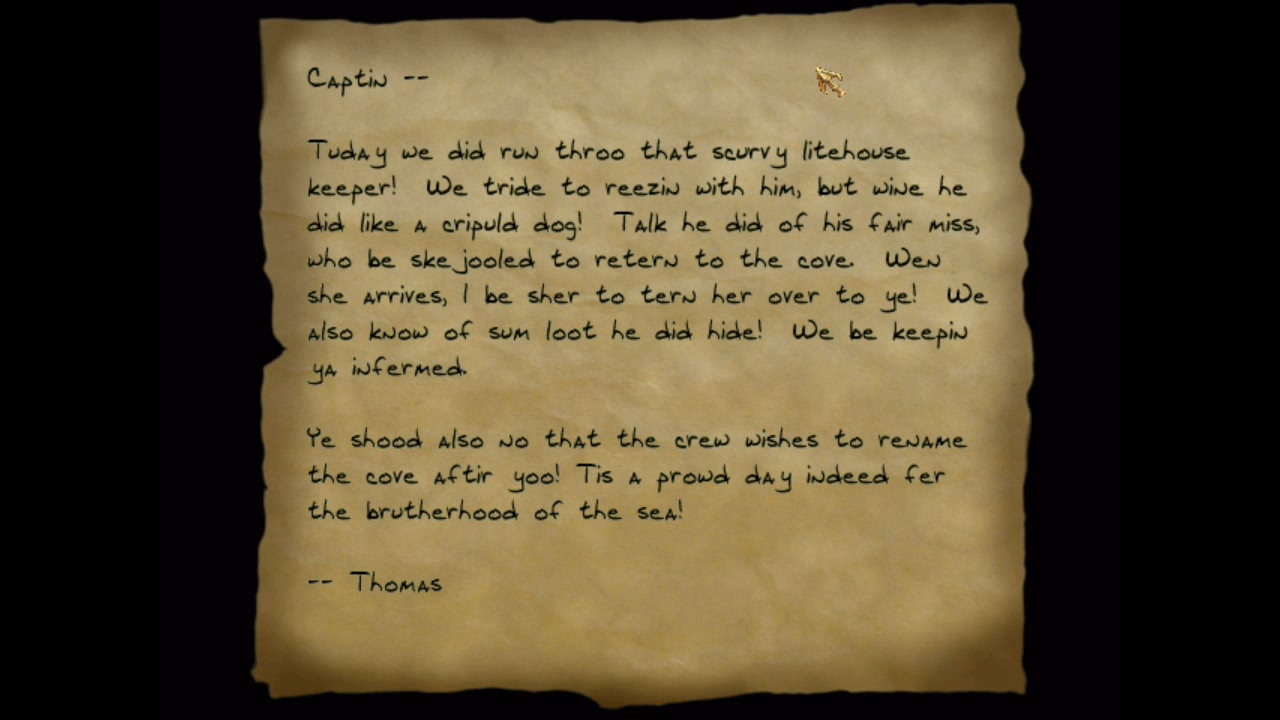 Captin --
Tuday we did run throo that scurvy litehouse
keeper! We tride to reezin with him, but wine he
did like a cripuld dog! Talk he did of his fair miss,
who be skejooled to retern to the cove. Wen
she arrives, I be sher to tern her over to ye! We
also know of sum loot he did hide! We be keepin
ya infermed.
Ye shood also no that the crew wishes to rename
the cove aftir yoo! Tis a prowd day indeed fer
the brutherhood of the sea!
-- Thomas